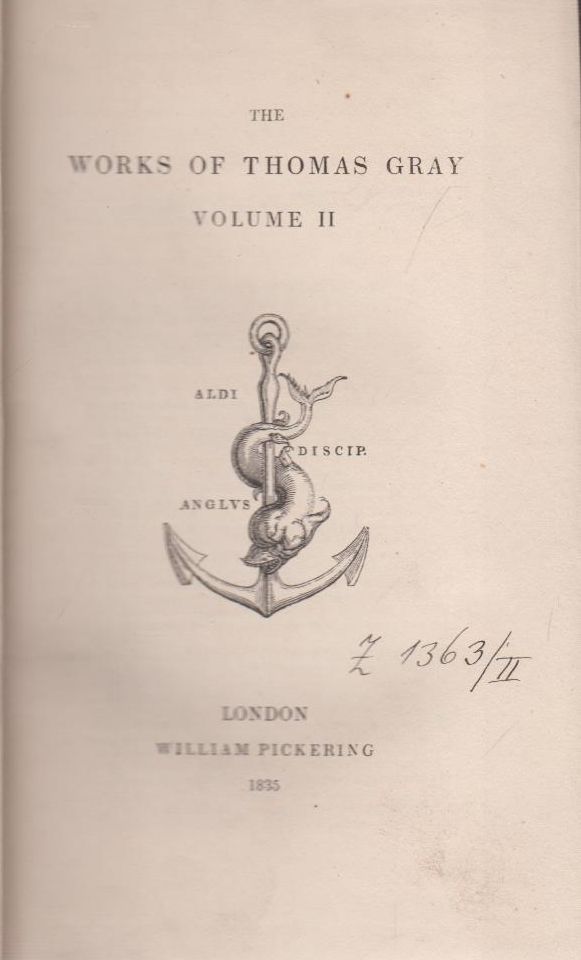 THE
WORKS OF THOMAS GRAY
VOLUME II
ALDI
DISCIP.
ANGLVS
Z 1363/II
LONDON
WILLIAM PICKERING
1835